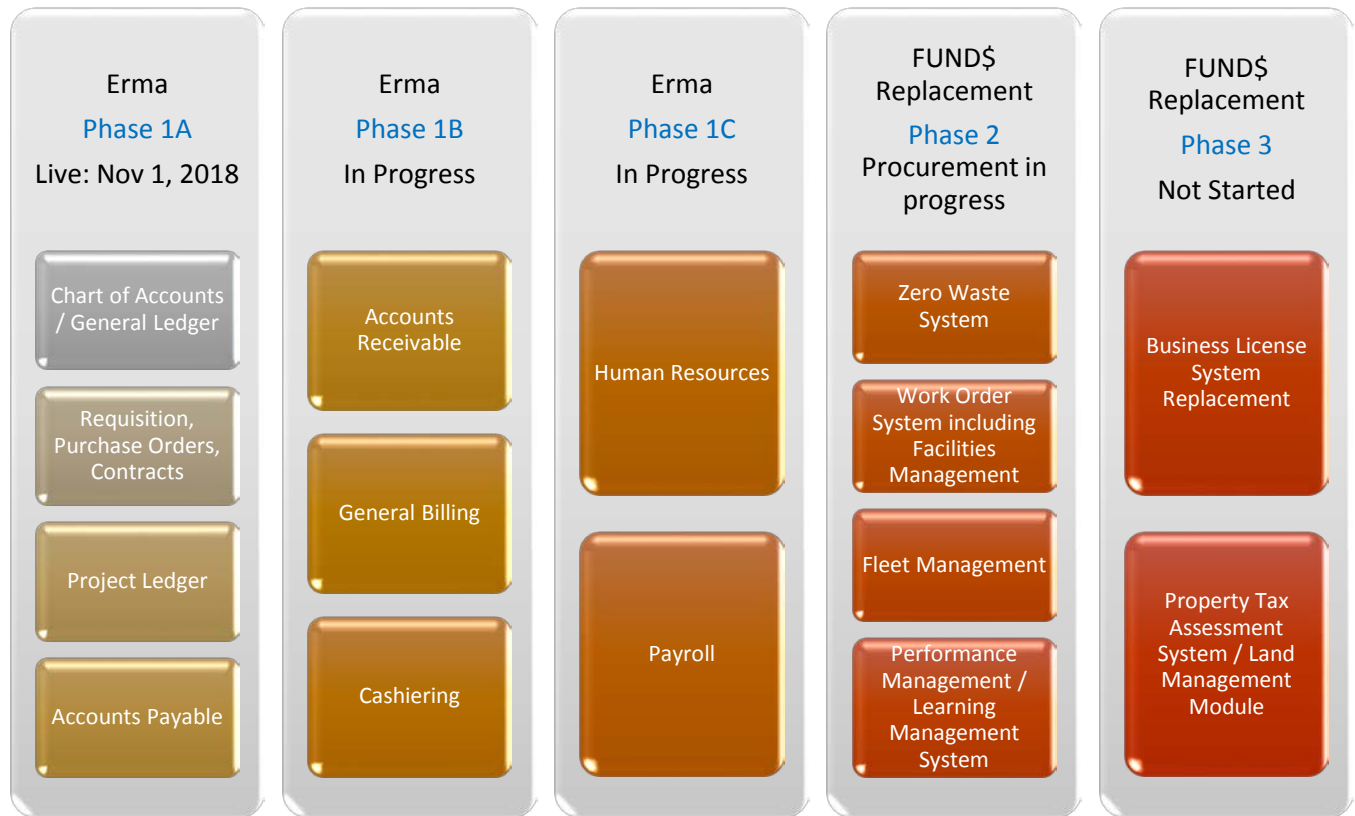 Erma
Phase 1A
Live: Nov 1, 2018
Chart of Accounts
/ General Ledger
Requisition,
Purchase Orders,
Contracts
Project Ledger
Accounts Payable
Erma
Phase 1B
In Progress
Accounts
Receivable
General Billing
Cashiering
Erma
Phase 1C
In Progress
Human Resources
Payroll
FUND$
Replacement
Phase 2
Procurement in
progress
Zero Waste
System
Work Order
System including
Facilities
Management
Fleet Management
Performance
Management /
Learning
Management
System
FUND$
Replacement
Phase 3
Not Started
Business License
System
Replacement
Property Tax
Assessment
System / Land
Management
Module